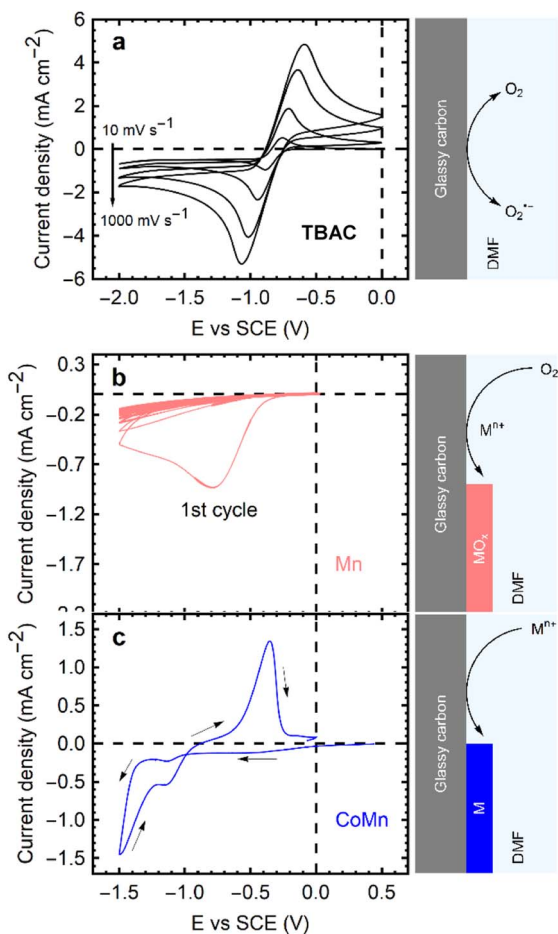 a
Current density (mA cm−2)
6
4
2
0
−2
−4
−6
10 mV s−1
1000 mV s−1
TBAC
−2.0 −1.5 −1.0 −0.5 0.0
E vs SCE (V)
Glassy carbon
O2
O2•−
DMF
b
Current density (mA cm−2)
0.3
−0.2
−0.7
−1.2
−1.7
1st cycle
Mn
Glassy carbon
O2
Mn+
MOx
DMF
c
Current density (mA cm−2)
1.5
1.0
0.5
0.0
−0.5
−1.0
−1.5
CoMn
−1.5 −1.0 −0.5 0.0 0.5
E vs SCE (V)
Glassy carbon
Mn+
M
DMF